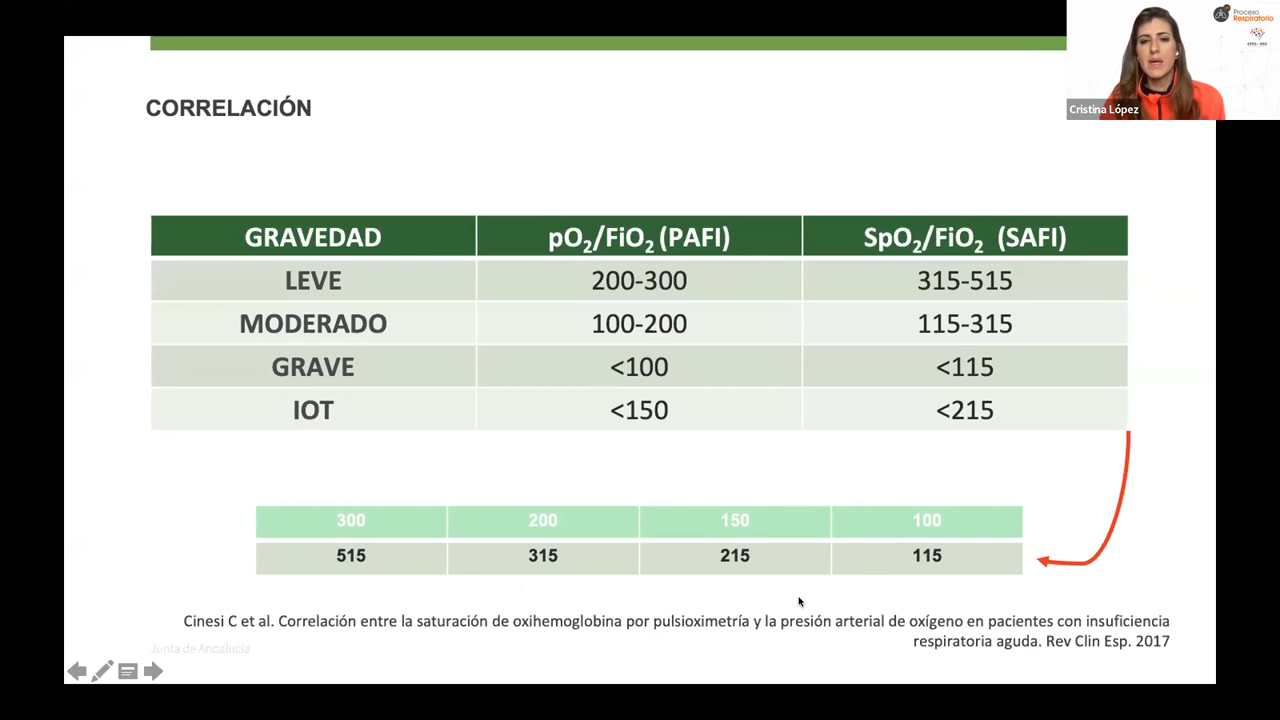 Proceso
Respiratorio
EPES - 061
Cristina López
CORRELACIÓN
GRAVEDAD pO₂/FiO₂ (PAFI) SpO₂/FiO₂ (SAFI)
LEVE 200-300 315-515
MODERADO 100-200 115-315
GRAVE <100 <115
IOT <150 <215
300 200 150 100
515 315 215 115
Cinesi C et al. Correlación entre la saturación de oxihemoglobina por pulsioximetría y la presión arterial de oxígeno en pacientes con insuficiencia
respiratoria aguda. Rev Clin Esp. 2017
Junta de Andalucía